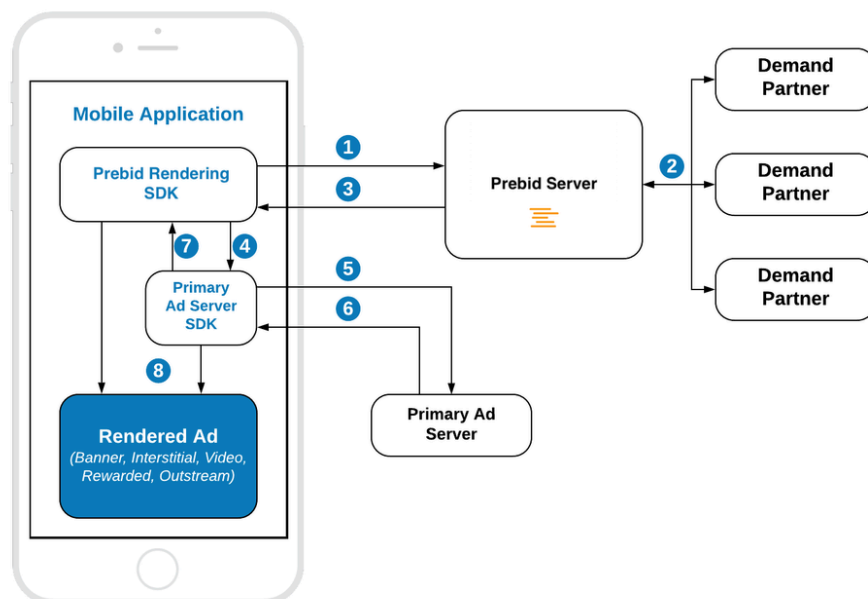 Mobile Application
Prebid Rendering
SDK
1
3
Prebid Server
2
Demand
Partner
Demand
Partner
Demand
Partner
7
4
Primary
Ad Server
SDK
5
6
8
Rendered Ad
(Banner, Interstitial, Video,
Rewarded, Outstream)
Primary Ad
Server